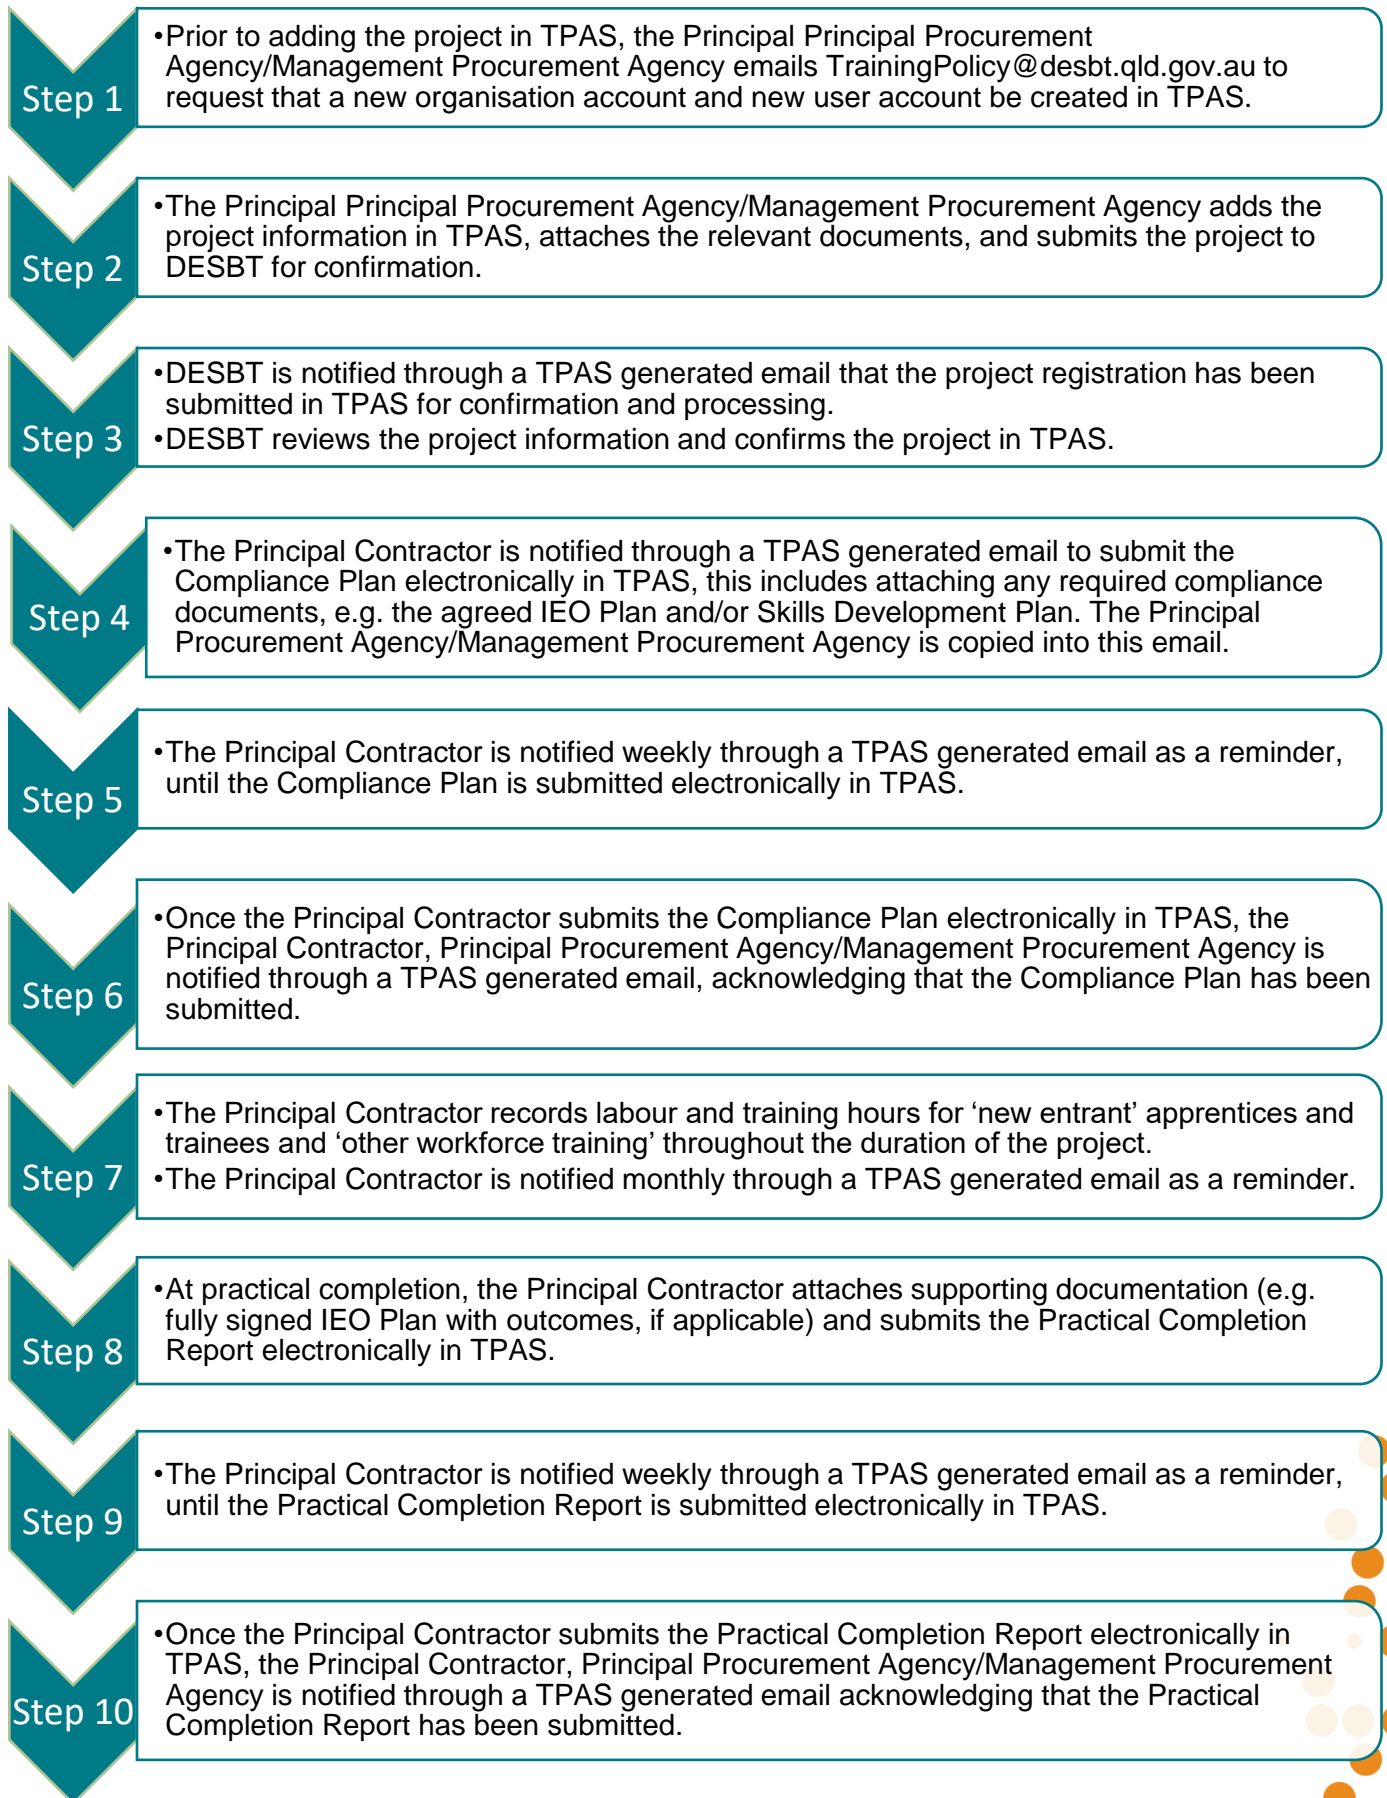 Step 1
•Prior to adding the project in TPAS, the Principal Principal Procurement
Agency/Management Procurement Agency emails TrainingPolicy@desbt.qld.gov.au to
request that a new organisation account and new user account be created in TPAS.
Step 2
•The Principal Principal Procurement Agency/Management Procurement Agency adds the
project information in TPAS, attaches the relevant documents, and submits the project to
DESBT for confirmation.
Step 3
•DESBT is notified through a TPAS generated email that the project registration has been
submitted in TPAS for confirmation and processing.
•DESBT reviews the project information and confirms the project in TPAS.
Step 4
•The Principal Contractor is notified through a TPAS generated email to submit the
Compliance Plan electronically in TPAS, this includes attaching any required compliance
documents, e.g. the agreed IEO Plan and/or Skills Development Plan. The Principal
Procurement Agency/Management Procurement Agency is copied into this email.
Step 5
•The Principal Contractor is notified weekly through a TPAS generated email as a reminder,
until the Compliance Plan is submitted electronically in TPAS.
Step 6
•Once the Principal Contractor submits the Compliance Plan electronically in TPAS, the
Principal Contractor, Principal Procurement Agency/Management Procurement Agency is
notified through a TPAS generated email, acknowledging that the Compliance Plan has been
submitted.
Step 7
•The Principal Contractor records labour and training hours for ‘new entrant’ apprentices and
trainees and ‘other workforce training’ throughout the duration of the project.
•The Principal Contractor is notified monthly through a TPAS generated email as a reminder.
Step 8
•At practical completion, the Principal Contractor attaches supporting documentation (e.g.
fully signed IEO Plan with outcomes, if applicable) and submits the Practical Completion
Report electronically in TPAS.
Step 9
•The Principal Contractor is notified weekly through a TPAS generated email as a reminder,
until the Practical Completion Report is submitted electronically in TPAS.
Step 10
•Once the Principal Contractor submits the Practical Completion Report electronically in
TPAS, the Principal Contractor, Principal Procurement Agency/Management Procurement
Agency is notified through a TPAS generated email acknowledging that the Practical
Completion Report has been submitted.